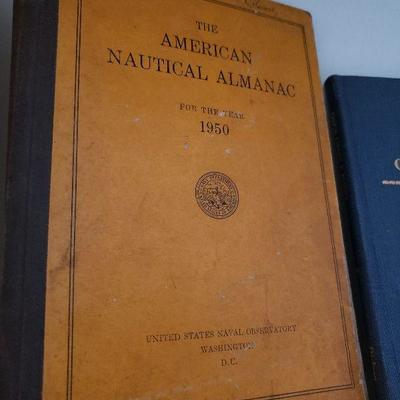 THE
AMERICAN
NAUTICAL ALMANAC
FOR THE YEAR
1950
UNITED STATES NAVAL OBSERVATORY
WASHINGTON
D.C.